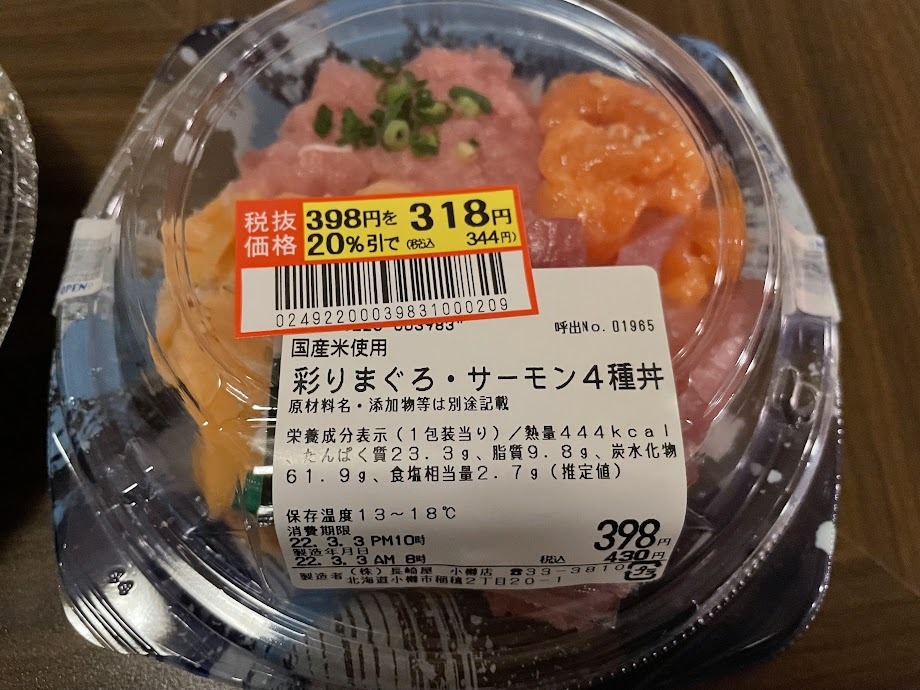 税抜
価格
398円を 318円
20%引で (税込 344円)
02492200039831000209
呼出No. 01965
国産米使用
彩りまぐろ・サーモン4種丼
原材料名・添加物等は別途記載
栄養成分表示(1包装当り)/熱量444kcal
、たんぱく質23.3g、脂質9.8g、炭水化物
61.9g、食塩相当量2.7g(推定値)
保存温度13~18℃
消費期限
22. 3. 3 PM10時
製造年月日
22. 3. 3 AM 8時
398円
税込 430円
製造者 (株)長崎屋 小樽店 ☎33-3810
北海道小樽市稲穂2丁目20-1
プラ
OPEN